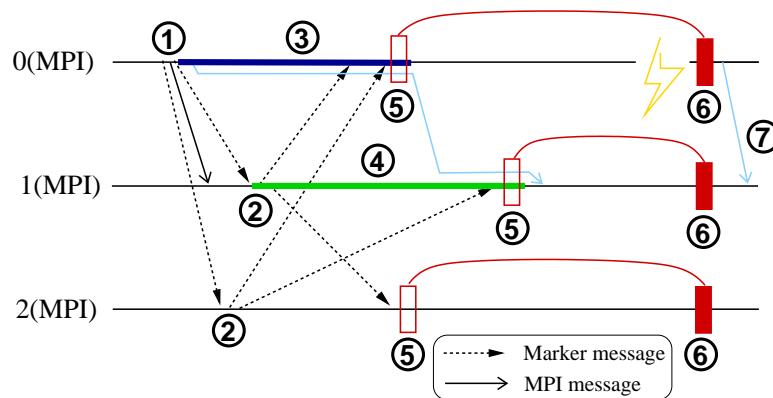 ① ③
0(MPI)
⑤ ⑥
⑦
④
1(MPI)
②
⑤ ⑥
2(MPI)
②
⑤ ⑥
Marker message
MPI message